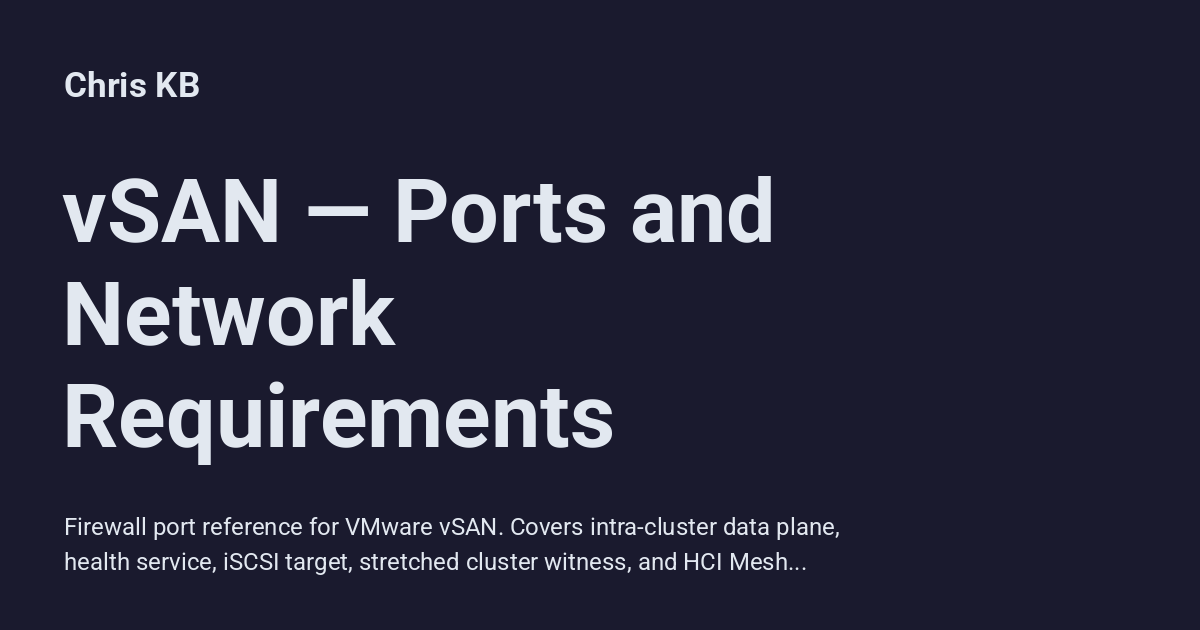 Chris KB
vSAN — Ports and
Network
Requirements
Firewall port reference for VMware vSAN. Covers intra-cluster data plane,
health service, iSCSI target, stretched cluster witness, and HCI Mesh...